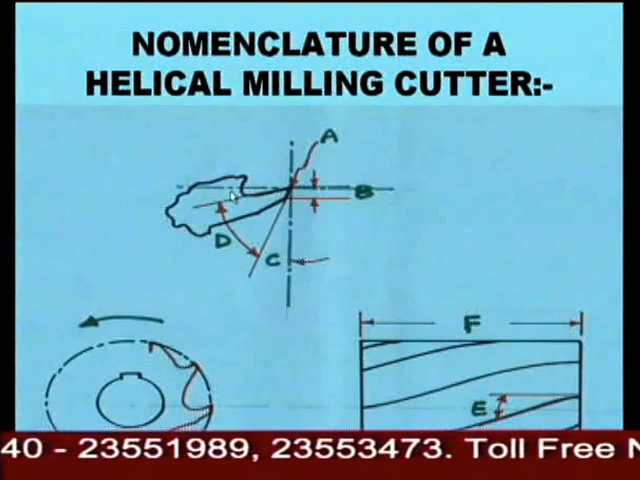 NOMENCLATURE OF A
HELICAL MILLING CUTTER:-
A
B
D
C
F
E
40 - 23551989, 23553473. Toll Free N